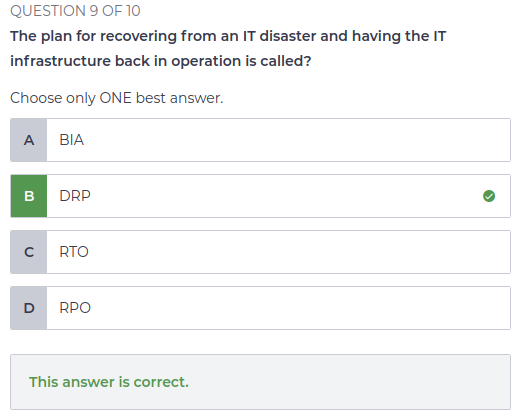 QUESTION 9 OF 10
The plan for recovering from an IT disaster and having the IT
infrastructure back in operation is called?
Choose only ONE best answer.
A BIA
B DRP
C RTO
D RPO
This answer is correct.